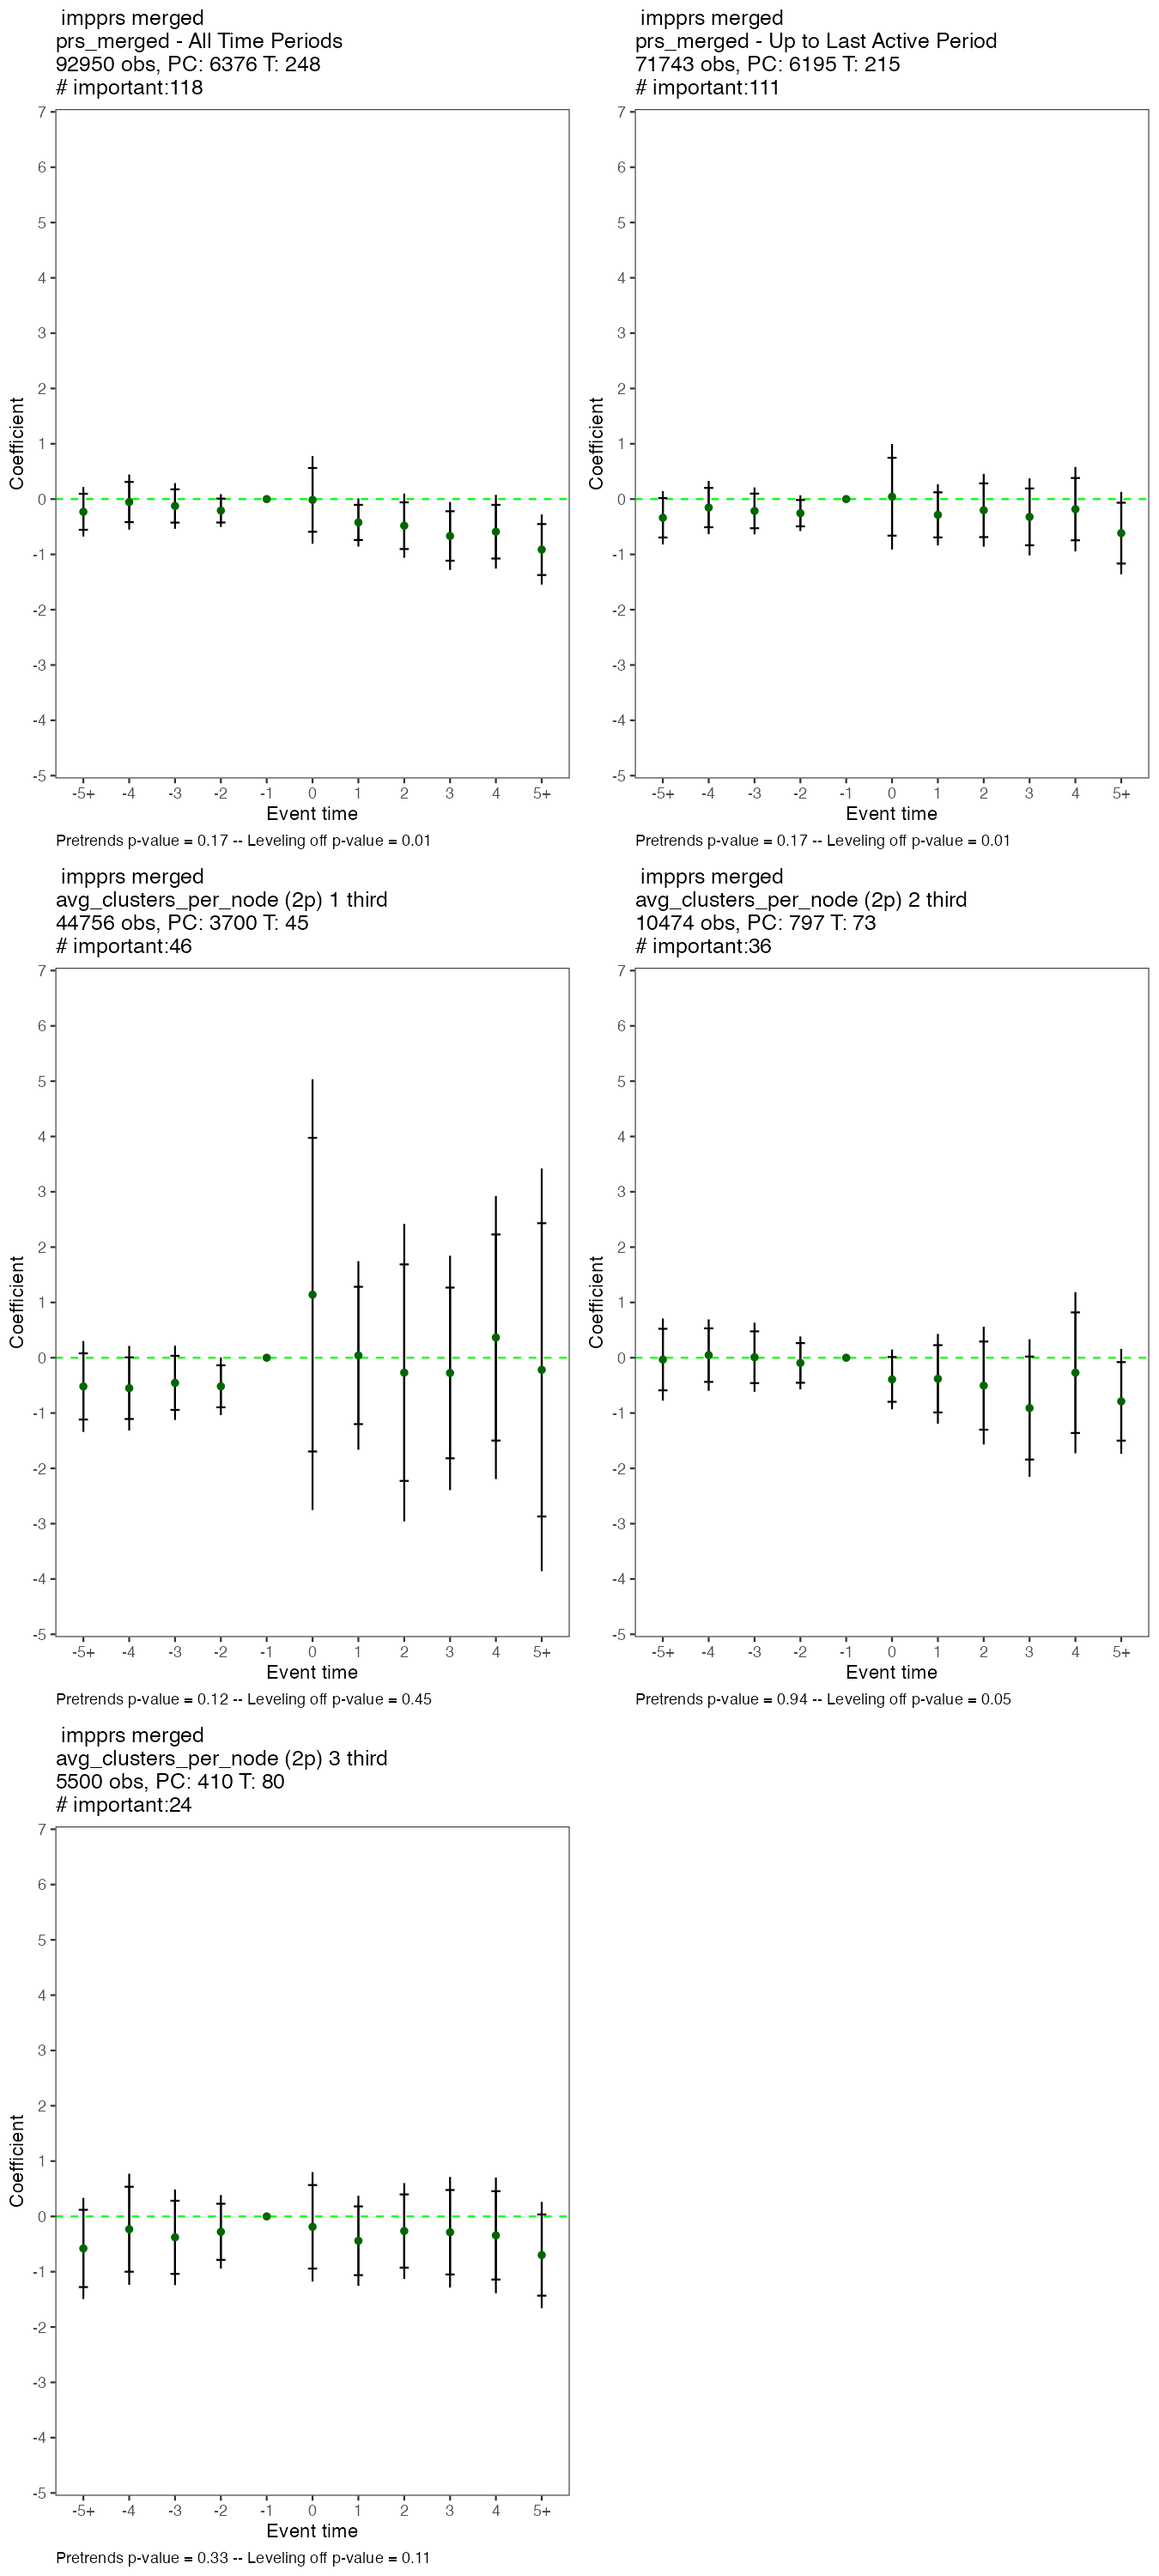 impprs merged
prs_merged - All Time Periods
92950 obs, PC: 6376 T: 248
# important:118
7
6
5
4
3
2
1
0
-1
-2
-3
-4
-5
Coefficient
-5+ -4 -3 -2 -1 0 1 2 3 4 5+
Event time
Pretrends p-value = 0.17 -- Leveling off p-value = 0.01
impprs merged
prs_merged - Up to Last Active Period
71743 obs, PC: 6195 T: 215
# important:111
7
6
5
4
3
2
1
0
-1
-2
-3
-4
-5
Coefficient
-5+ -4 -3 -2 -1 0 1 2 3 4 5+
Event time
Pretrends p-value = 0.17 -- Leveling off p-value = 0.01
impprs merged
avg_clusters_per_node (2p) 1 third
44756 obs, PC: 3700 T: 45
# important:46
7
6
5
4
3
2
1
0
-1
-2
-3
-4
-5
Coefficient
-5+ -4 -3 -2 -1 0 1 2 3 4 5+
Event time
Pretrends p-value = 0.12 -- Leveling off p-value = 0.45
impprs merged
avg_clusters_per_node (2p) 2 third
10474 obs, PC: 797 T: 73
# important:36
7
6
5
4
3
2
1
0
-1
-2
-3
-4
-5
Coefficient
-5+ -4 -3 -2 -1 0 1 2 3 4 5+
Event time
Pretrends p-value = 0.94 -- Leveling off p-value = 0.05
impprs merged
avg_clusters_per_node (2p) 3 third
5500 obs, PC: 410 T: 80
# important:24
7
6
5
4
3
2
1
0
-1
-2
-3
-4
-5
Coefficient
-5+ -4 -3 -2 -1 0 1 2 3 4 5+
Event time
Pretrends p-value = 0.33 -- Leveling off p-value = 0.11